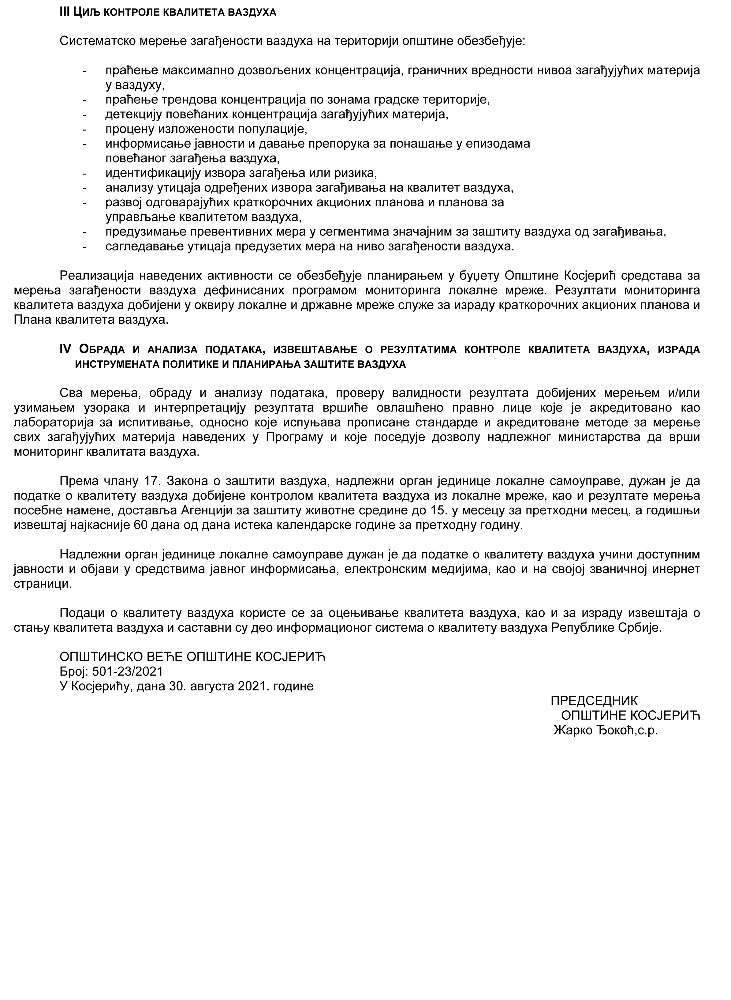 III ЦИЉ КОНТРОЛЕ КВАЛИТЕТА ВАЗДУХА
Систематско мерење загађености ваздуха на територији општине обезбеђује:
- праћење максимално дозвољених концентрација, граничних вредности нивоа загађујућих материја
у ваздуху,
- праћење трендова концентрација по зонама градске територије,
- детекцију повећаних концентрација загађујућих материја,
- процену изложености популације,
- информисање јавности и давање препорука за понашање у епизодама
повећаног загађења ваздуха,
- идентификацију извора загађења или ризика,
- анализу утицаја одређених извора загађивања на квалитет ваздуха,
- развој одговарајућих краткорочних акционих планова и планова за
управљање квалитетом ваздуха,
- предузимање превентивних мера у сегментима значајним за заштиту ваздуха од загађивања,
- сагледавање утицаја предузетих мера на ниво загађености ваздуха.
Реализација наведених активности се обезбеђује планирањем у буџету Општине Косјерић средстава за
мерења загађености ваздуха дефинисаних програмом мониторинга локалне мреже. Резултати мониторинга
квалитета ваздуха добијени у оквиру локалне и државне мреже служе за израду краткорочних акционих планова и
Плана квалитета ваздуха.
IV ОБРАДА И АНАЛИЗА ПОДАТАКА, ИЗВЕШТАВАЊЕ О РЕЗУЛТАТИМА КОНТРОЛЕ КВАЛИТЕТА ВАЗДУХА, ИЗРАДА
ИНСТРУМЕНАТА ПОЛИТИКЕ И ПЛАНИРАЊА ЗАШТИТЕ ВАЗДУХА
Сва мерења, обраду и анализу података, проверу валидности резултата добијених мерењем и/или
узимањем узорака и интерпретацију резултата вршиће овлашћено правно лице које је акредитовано као
лабораторија за испитивање, односно које испуњава прописане стандарде и акредитоване методе за мерење
свих загађујућих материја наведених у Програму и које поседује дозволу надлежног министарства да врши
мониторинг квалитата ваздуха.
Према члану 17. Закона о заштити ваздуха, надлежни орган јединице локалне самоуправе, дужан је да
податке о квалитету ваздуха добијене контролом квалитета ваздуха из локалне мреже, као и резултате мерења
посебне намене, доставља Агенцији за заштиту животне средине до 15. у месецу за претходни месец, а годишњи
извештај најкасније 60 дана од дана истека календарске године за претходну годину.
Надлежни орган јединице локалне самоуправе дужан је да податке о квалитету ваздуха учини доступним
јавности и објави у средствима јавног информисања, електронским медијима, као и на својој званичној инернет
страници.
Подаци о квалитету ваздуха користе се за оцењивање квалитета ваздуха, као и за израду извештаја о
стању квалитета ваздуха и саставни су део информационог система о квалитету ваздуха Републике Србије.
ОПШТИНСКО ВЕЋЕ ОПШТИНЕ КОСЈЕРИЋ
Број: 501-23/2021
У Косјерићу, дана 30. августа 2021. године
ПРЕДСЕДНИК
ОПШТИНЕ КОСЈЕРИЋ
Жарко Ђокоћ,с.р.